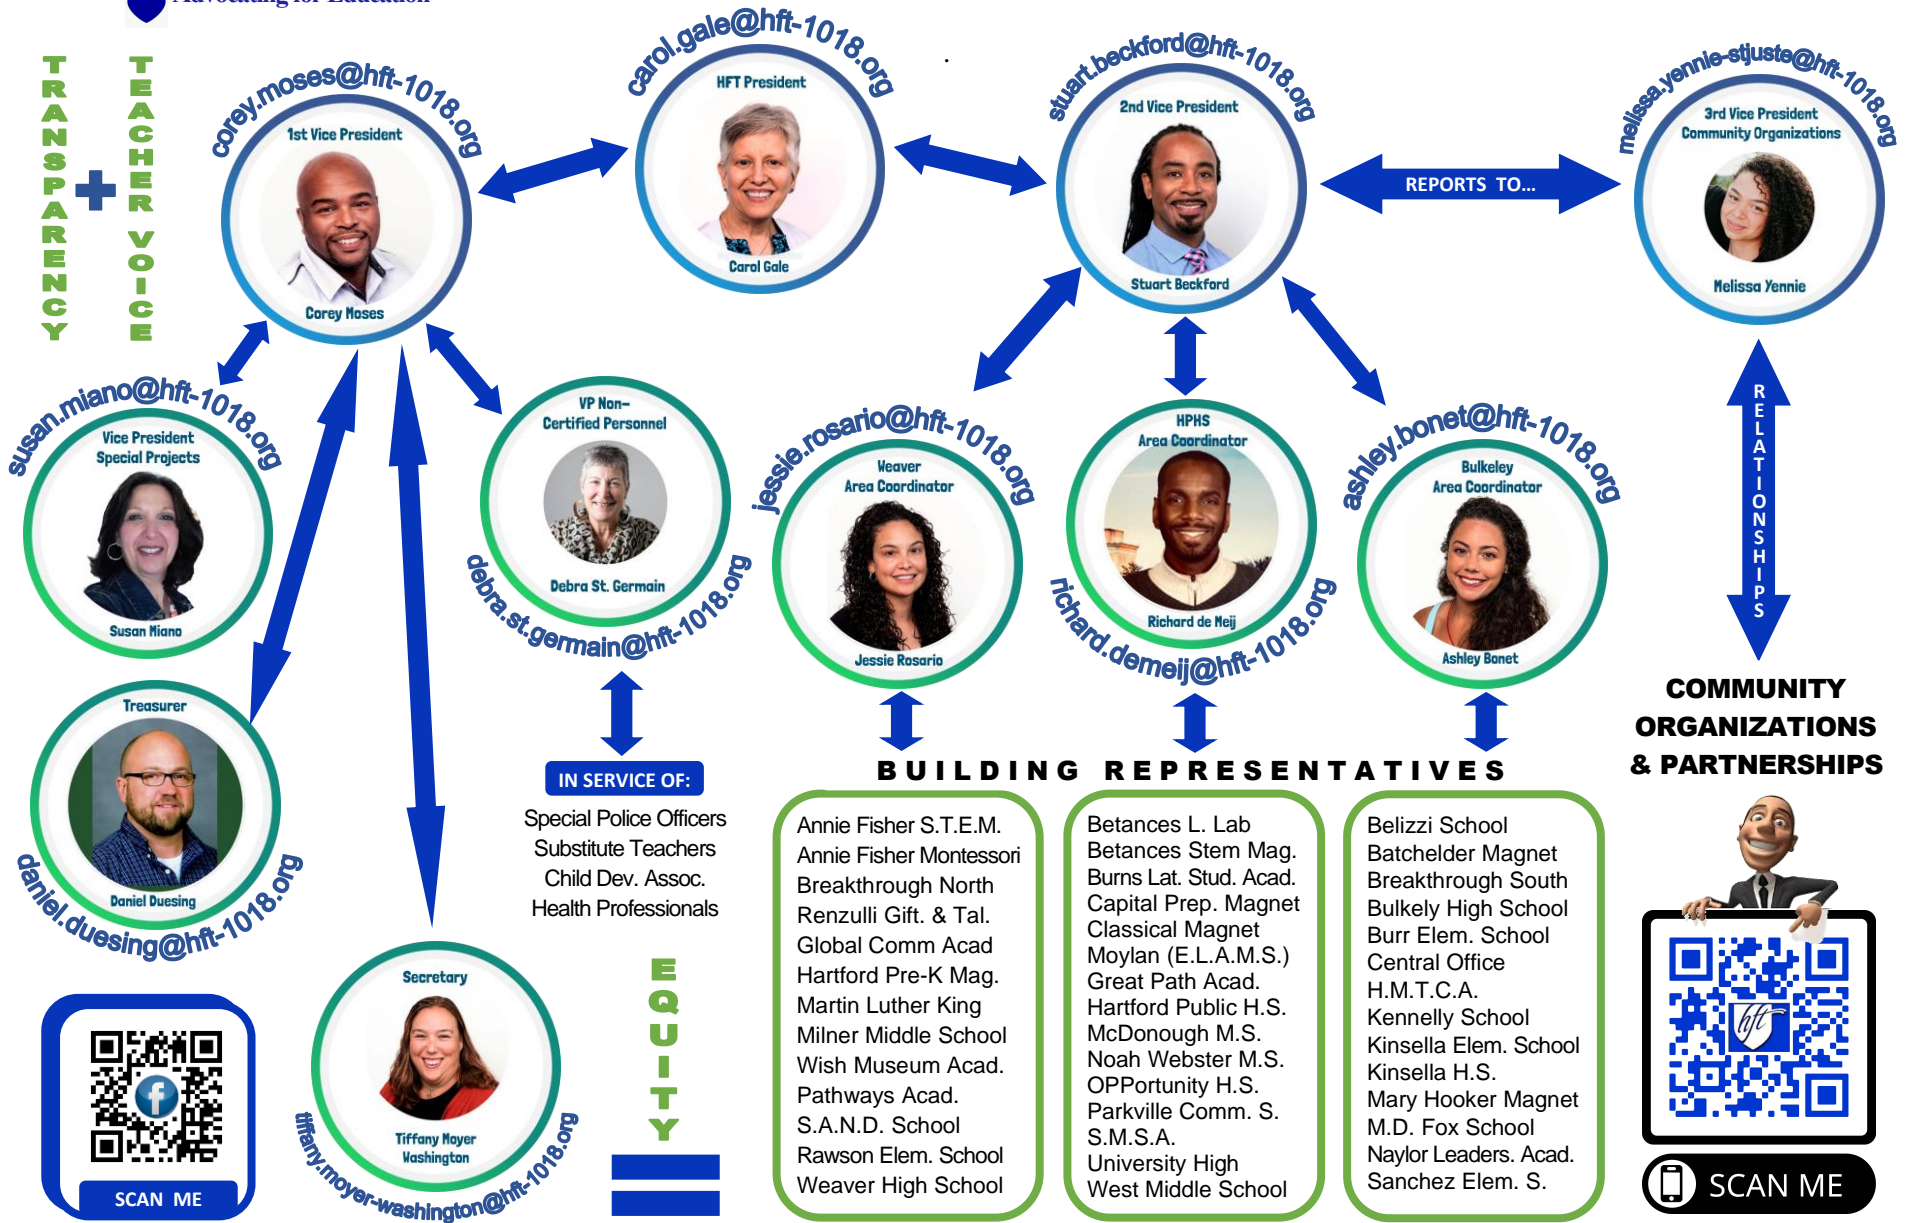 Advocating for Education
TRANSPARENCY
+
TEACHER VOICE
corey.moses@hft-1018.org
1st Vice President
Corey Moses
carol.gale@hft-1018.org
HFT President
Carol Gale
stuart.beckford@hft-1018.org
2nd Vice President
Stuart Beckford
REPORTS TO...
melissa.yennie-stjuste@hft-1018.org
3rd Vice President
Community Organizations
Melissa Yennie
susan.miano@hft-1018.org
Vice President
Special Projects
Susan Miano
VP Non-
Certified Personnel
Debra St. Germain
debra.st.germain@hft-1018.org
jessie.rosario@hft-1018.org
Weaver
Area Coordinator
Jessie Rosario
HPHS
Area Coordinator
Richard de Meij
richard.demeij@hft-1018.org
ashley.bonet@hft-1018.org
Bulkeley
Area Coordinator
Ashley Bonet
RELATIONSHIPS
COMMUNITY
ORGANIZATIONS
& PARTNERSHIPS
Treasurer
Daniel Duesing
daniel.duesing@hft-1018.org
IN SERVICE OF:
Special Police Officers
Substitute Teachers
Child Dev. Assoc.
Health Professionals
Secretary
Tiffany Moyer
Washington
tiffany.moyer-washington@hft-1018.org
EQUITY
=
BUILDING REPRESENTATIVES
Annie Fisher S.T.E.M.
Annie Fisher Montessori
Breakthrough North
Renzulli Gift. & Tal.
Global Comm Acad
Hartford Pre-K Mag.
Martin Luther King
Milner Middle School
Wish Museum Acad.
Pathways Acad.
S.A.N.D. School
Rawson Elem. School
Weaver High School
Betances L. Lab
Betances Stem Mag.
Burns Lat. Stud. Acad.
Capital Prep. Magnet
Classical Magnet
Moylan (E.L.A.M.S.)
Great Path Acad.
Hartford Public H.S.
McDonough M.S.
Noah Webster M.S.
OPPortunity H.S.
Parkville Comm. S.
S.M.S.A.
University High
West Middle School
Belizzi School
Batchelder Magnet
Breakthrough South
Bulkely High School
Burr Elem. School
Central Office
H.M.T.C.A.
Kennelly School
Kinsella Elem. School
Kinsella H.S.
Mary Hooker Magnet
M.D. Fox School
Naylor Leaders. Acad.
Sanchez Elem. S.
f
SCAN ME
hft
SCAN ME